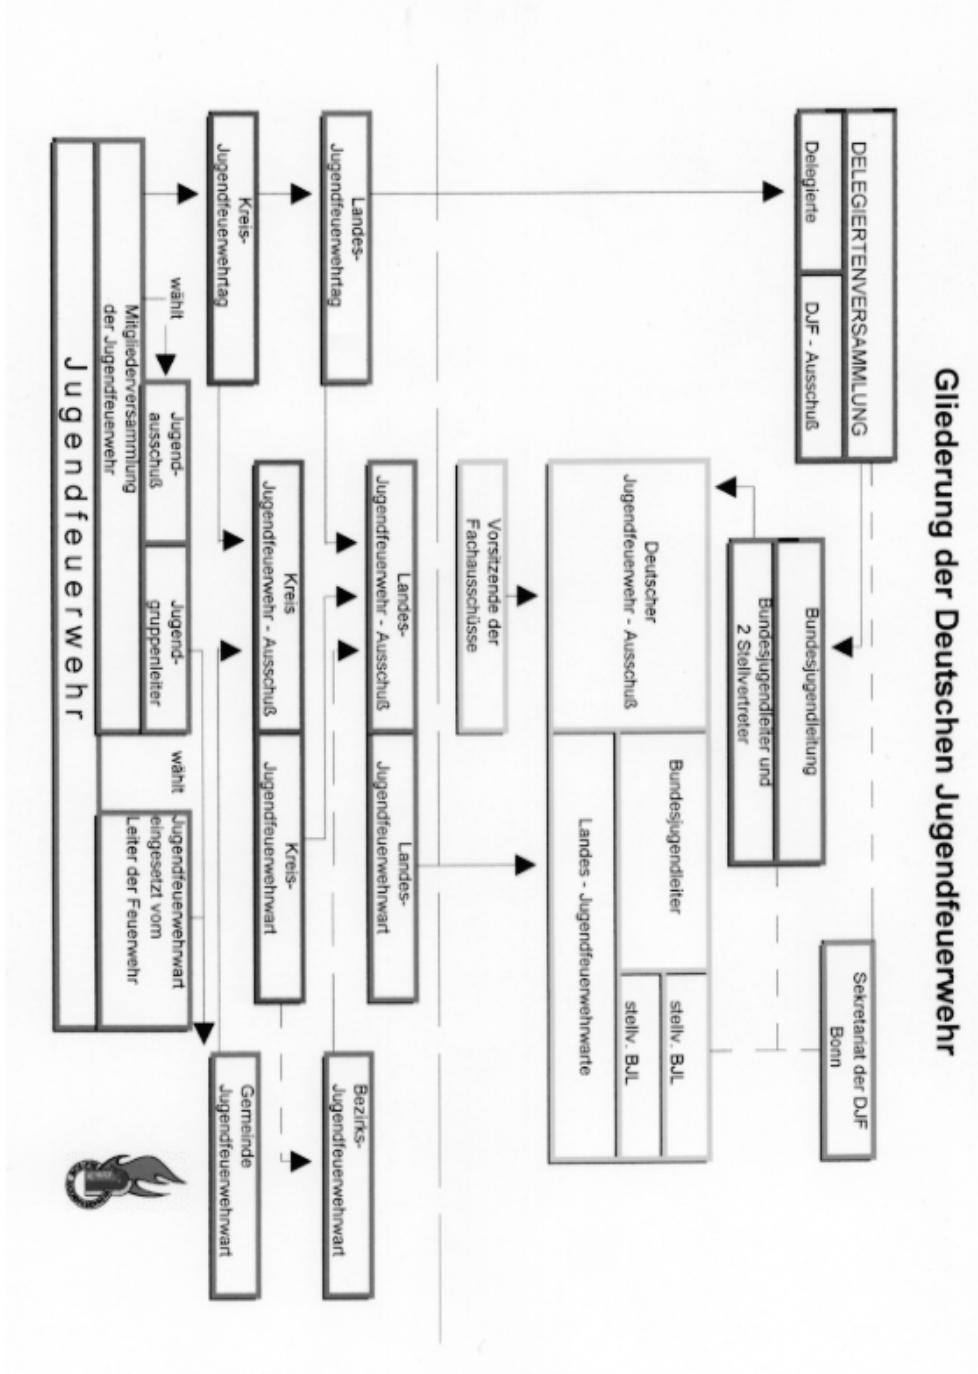 Gliederung der Deutschen Jugendfeuerwehr
DELEGIERTENVERSAMMLUNG
Delegierte
DJF - Ausschuß
Sekretariat der DJF
Bonn
Bundesjugendleitung
Bundesjugendleiter und
2 Stellvertreter
Deutscher
Jugendfeuerwehr - Ausschuß
Bundesjugendleiter
stellv. BJL
stellv. BJL
Landes - Jugendfeuerwehrwarte
Vorsitzende der
Fachausschüsse
Landes-
Jugendfeuerwehrtag
Landes-
Jugendfeuerwehr - Ausschuß
Landes-
Jugendfeuerwehrwart
Bezirks-
Jugendfeuerwehrwart
Kreis-
Jugendfeuerwehrtag
Kreis
Jugendfeuerwehr - Ausschuß
Kreis-
Jugendfeuerwehrwart
Gemeinde
Jugendfeuerwehrwart
wählt
Jugend-
ausschuß
Jugend-
gruppenleiter
wählt
Jugendfeuerwehrwart
eingesetzt vom
Leiter der Feuerwehr
Mitgliederversammlung
der Jugendfeuerwehr
Jugendfeuerwehr